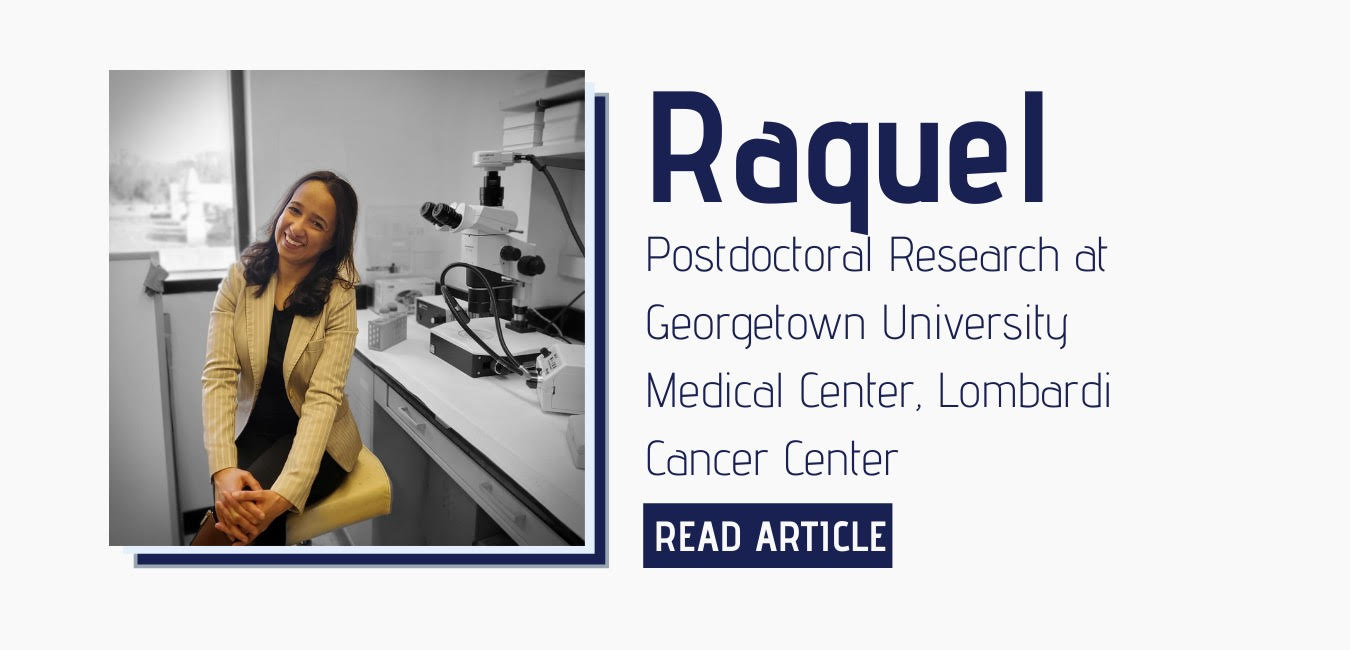 Raquel
Postdoctoral Research at
Georgetown University
Medical Center, Lombardi
Cancer Center
READ ARTICLE